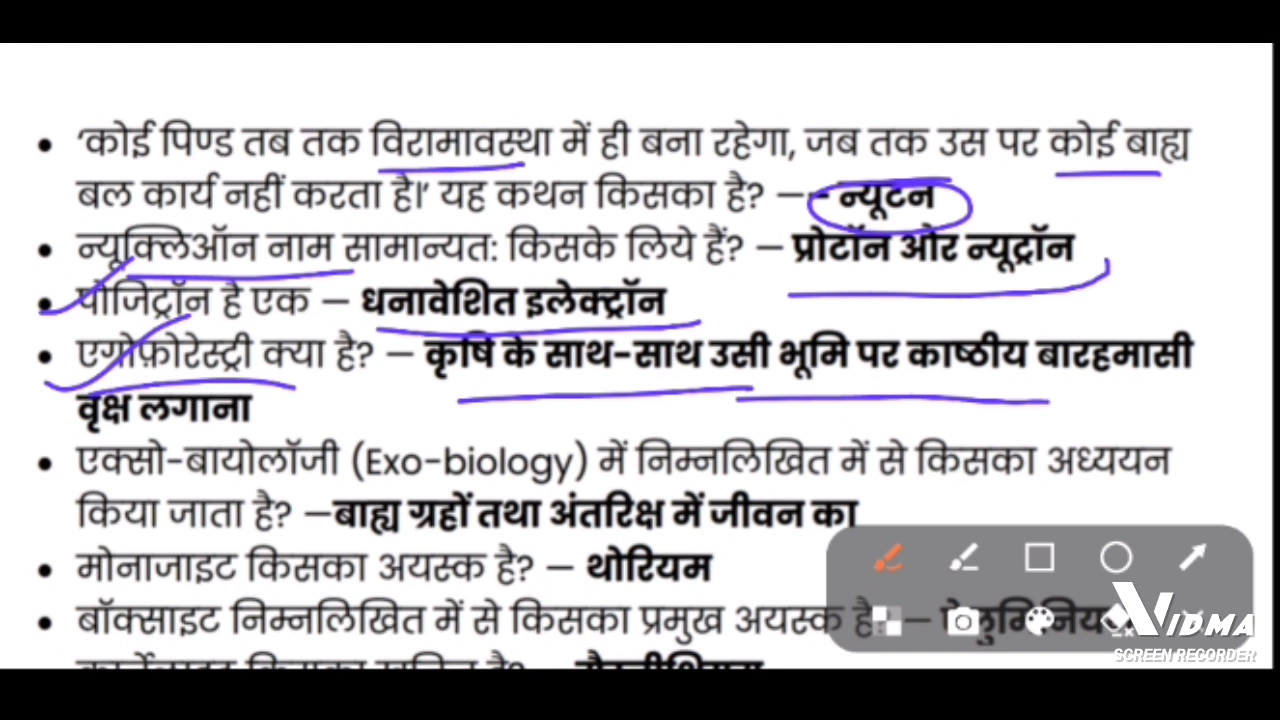 • 'कोई पिण्ड तब तक विरामावस्था में ही बना रहेगा, जब तक उस पर कोई बाह्य
बल कार्य नहीं करता है।' यह कथन किसका है? — न्यूटन
• न्यूक्लिऑन नाम सामान्यत: किसके लिये हैं? — प्रोटॉन और न्यूट्रॉन
• पॉजिट्रॉन है एक — धनावेशित इलेक्ट्रॉन
• एग्रोफ़ोरेस्ट्री क्या है? — कृषि के साथ-साथ उसी भूमि पर काष्ठीय बारहमासी
वृक्ष लगाना
• एक्सो-बायोलॉजी (Exo-biology) में निम्नलिखित में से किसका अध्ययन
किया जाता है? —बाह्य ग्रहों तथा अंतरिक्ष में जीवन का
• मोनाजाइट किसका अयस्क है? — थोरियम
• बॉक्साइट निम्नलिखित में से किसका प्रमुख अयस्क है? —
VIDMA
SCREEN RECORDER